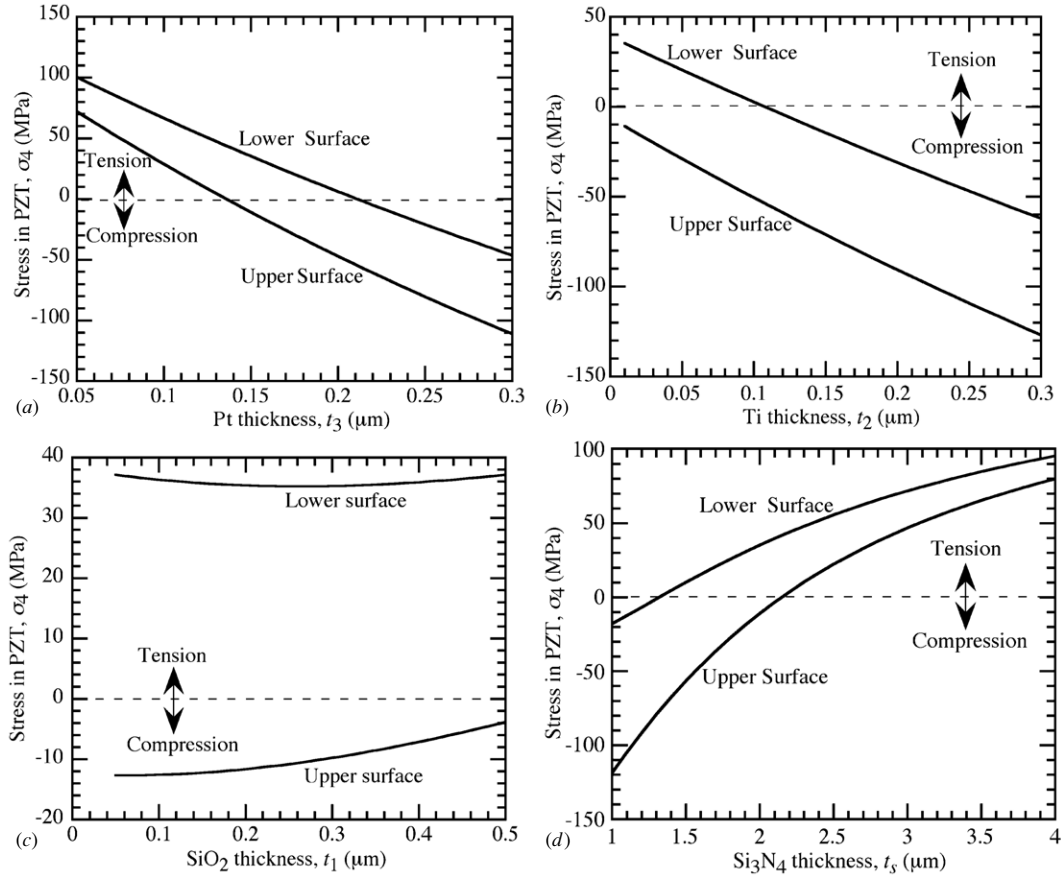 150
100
50
0
-50
-100
-150
Stress in PZT, σ4 (MPa)
Tension
Compression
Lower Surface
Upper Surface
0.05
0.1
0.15
0.2
0.25
0.3
(a)
Pt thickness, t3 (μm)
50
0
-50
-100
-150
Stress in PZT, σ4 (MPa)
Lower Surface
Tension
Compression
Upper Surface
0
0.05
0.1
0.15
0.2
0.25
0.3
(b)
Ti thickness, t2 (μm)
40
30
20
10
0
-10
-20
Stress in PZT, σ4 (MPa)
Lower surface
Tension
Compression
Upper surface
0
0.1
0.2
0.3
0.4
0.5
(c)
SiO2 thickness, t1 (μm)
100
50
0
-50
-100
-150
Stress in PZT, σ4 (MPa)
Lower Surface
Tension
Compression
Upper Surface
1
1.5
2
2.5
3
3.5
4
(d)
Si3N4 thickness, ts (μm)